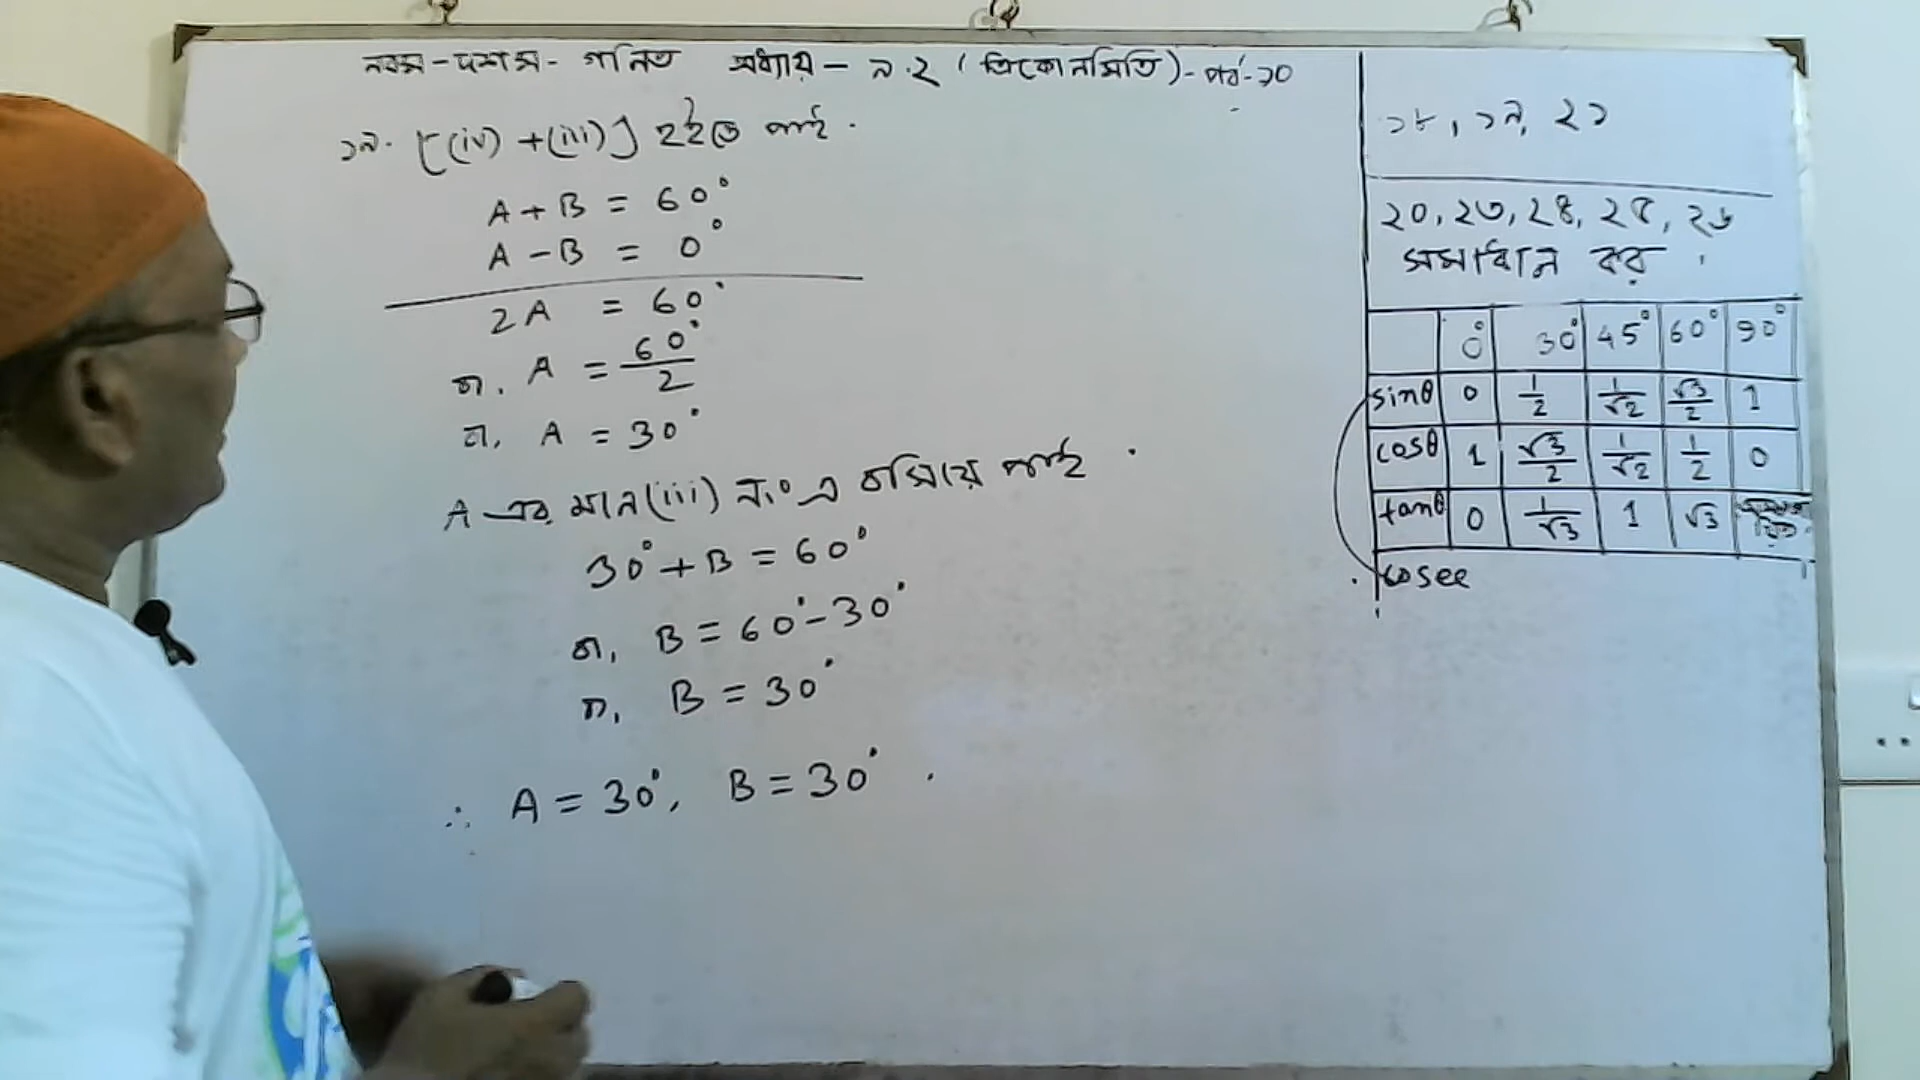 নবম-দশম- গনিত অধ্যায় - ৯.২ (ত্রিকোনমিতি)- পর্ব-১০
১৯. [(iv) +(iii)] হইতে পাই.
A + B = 60°
A - B = 0°
2A = 60°
বা, A = 60°/2
বা, A = 30°
A এর মান (iii) নং এ বসিয়ে পাই.
30° + B = 60°
বা, B = 60° - 30°
বা, B = 30°
∴ A = 30°, B = 30°.
১৮, ১৯, ২১
২০, ২৩, ২৪, ২৫, ২৬
সমাধান কর.
0° 30° 45° 60° 90°
sinθ 0 1/2 1/√2 √3/2 1
cosθ 1 √3/2 1/√2 1/2 0
tanθ 0 1/√3 1 √3
cosec